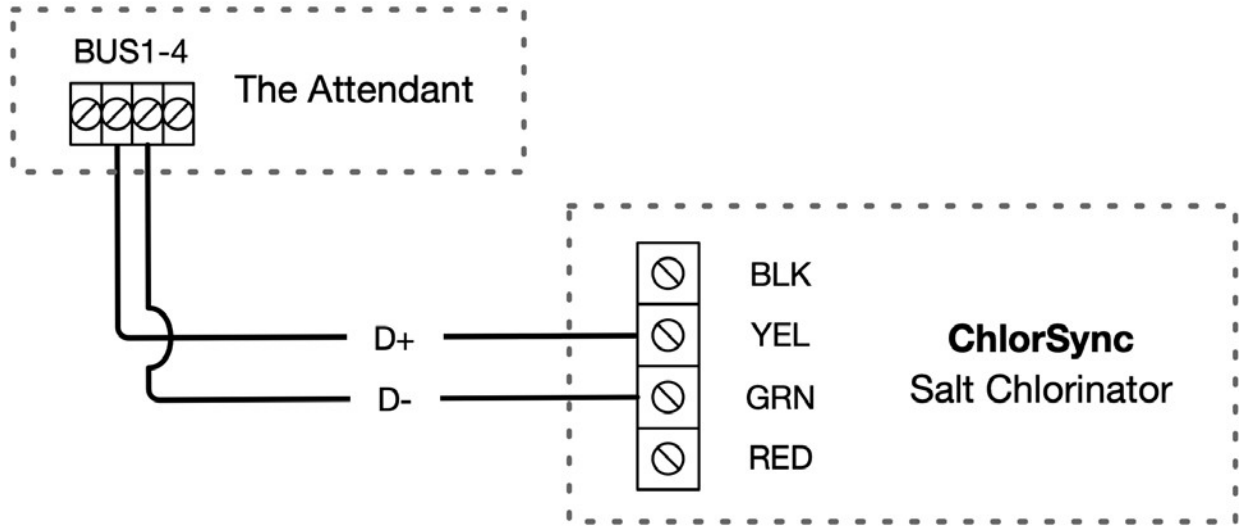 BUS1-4
The Attendant
BLK
D+
YEL
ChlorSync
D-
GRN
Salt Chlorinator
RED